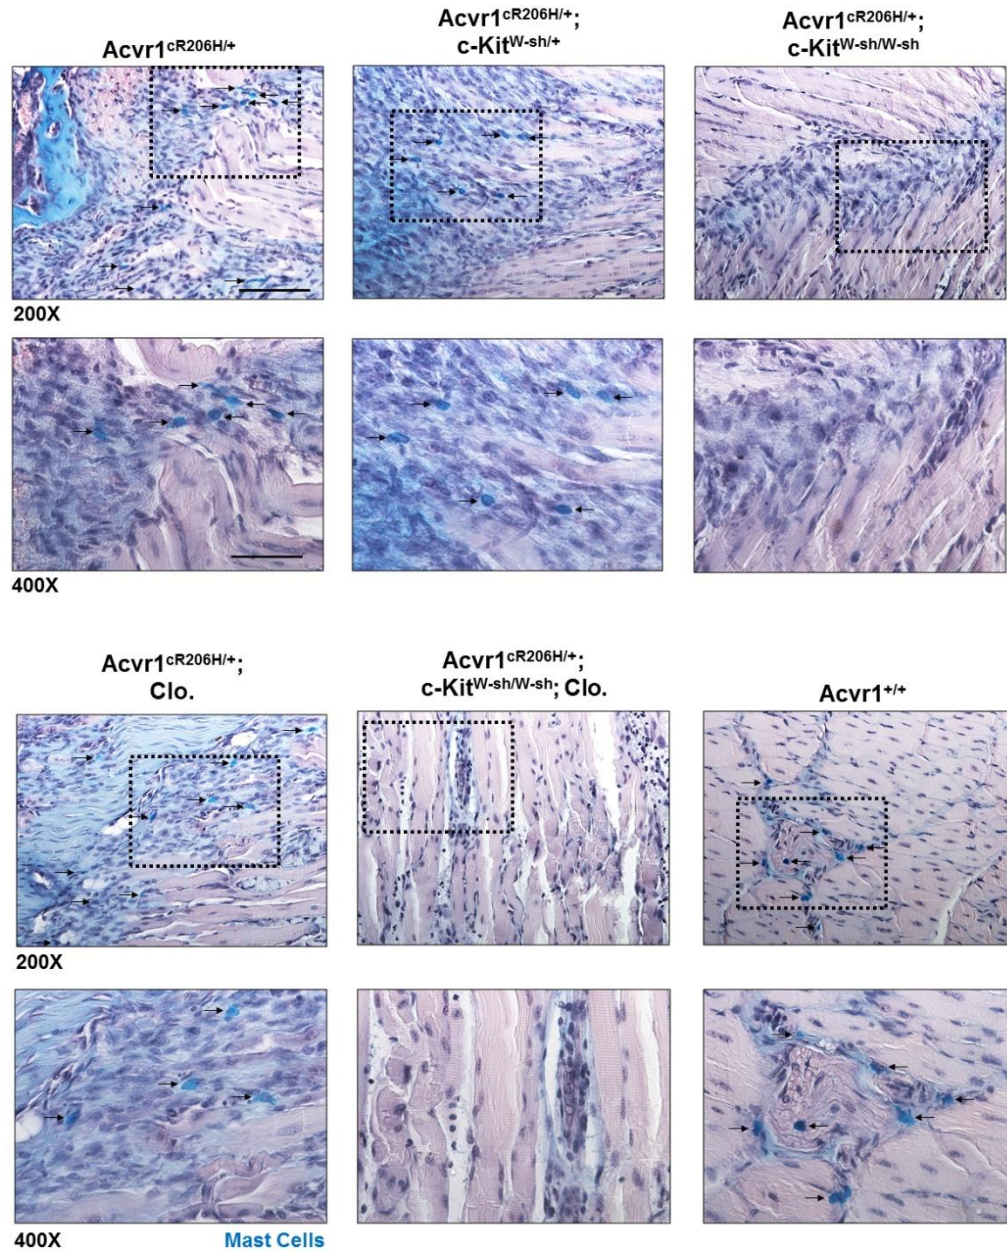 Acvr1cR206H/+
Acvr1cR206H/+;
c-KitW-sh/+
Acvr1cR206H/+;
c-KitW-sh/W-sh
200X
400X
Acvr1cR206H/+;
Clo.
Acvr1cR206H/+;
c-KitW-sh/W-sh; Clo.
Acvr1+/+
200X
400X
Mast Cells